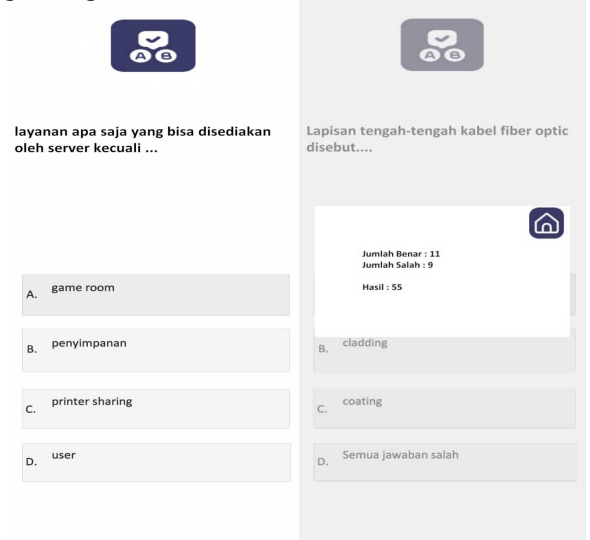 A B
layanan apa saja yang bisa disediakan
oleh server kecuali ...
A. game room
B. penyimpanan
C. printer sharing
D. user
A B
Lapisan tengah-tengah kabel fiber optic
disebut....
Jumlah Benar : 11
Jumlah Salah : 9
Hasil : 55
B. cladding
C. coating
D. Semua jawaban salah